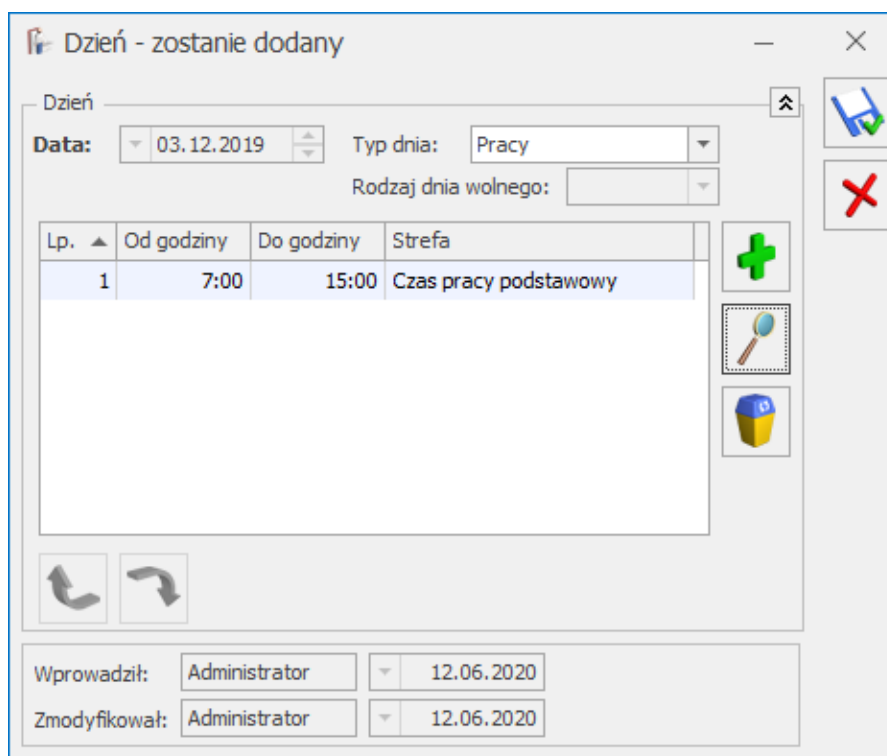 Dzień - zostanie dodany
Dzień
Data: 03.12.2019 Typ dnia: Pracy
Rodzaj dnia wolnego:
Lp. Od godziny Do godziny Strefa
1 7:00 15:00 Czas pracy podstawowy
Wprowadził: Administrator 12.06.2020
Zmodyfikował: Administrator 12.06.2020